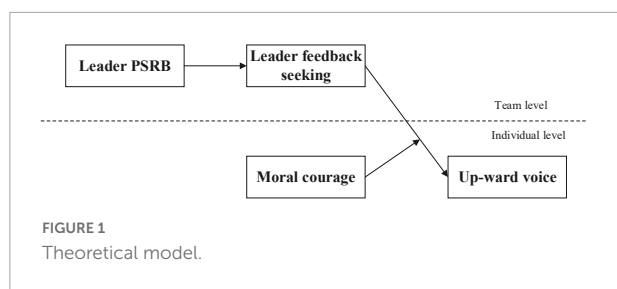 Leader PSRB
Leader feedback
seeking
Team level
Individual level
Moral courage
Up-ward voice
FIGURE 1
Theoretical model.